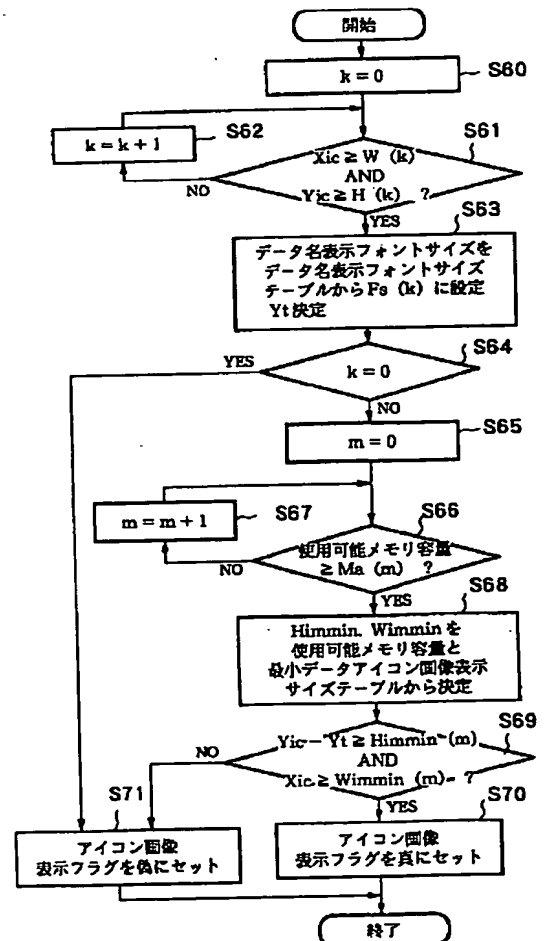 開始
k = 0
S60
k = k + 1
S62
S61
Xic ≥ W (k)
AND
Yic ≥ H (k) ?
NO
YES
S63
データ名表示フォントサイズを
データ名表示フォントサイズ
テーブルからFs (k) に設定
Yt決定
S64
YES
k = 0
NO
S65
m = 0
m = m + 1
S67
S66
使用可能メモリ容量
≥ Ma (m) ?
NO
YES
S68
Himmin. Wimmin を
使用可能メモリ容量と
最小データアイコン画像表示
サイズテーブルから決定
S69
Yic − Yt ≥ Himmin (m)
AND
Xic ≥ Wimmin (m) ?
NO
YES
S71
S70
アイコン画像
表示フラグを偽にセット
アイコン画像
表示フラグを真にセット
終了